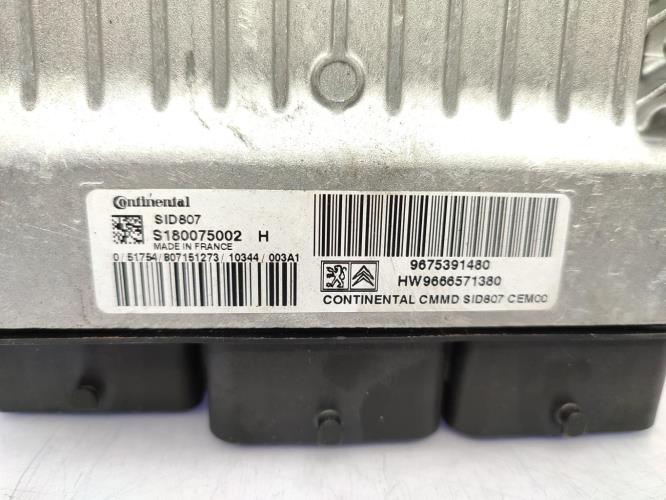 Continental
SID807
S180075002 H
MADE IN FRANCE
0/51754/807151273/10344/003A1
9675391480
HW9666571380
CONTINENTAL CMMD SID807 CEM00